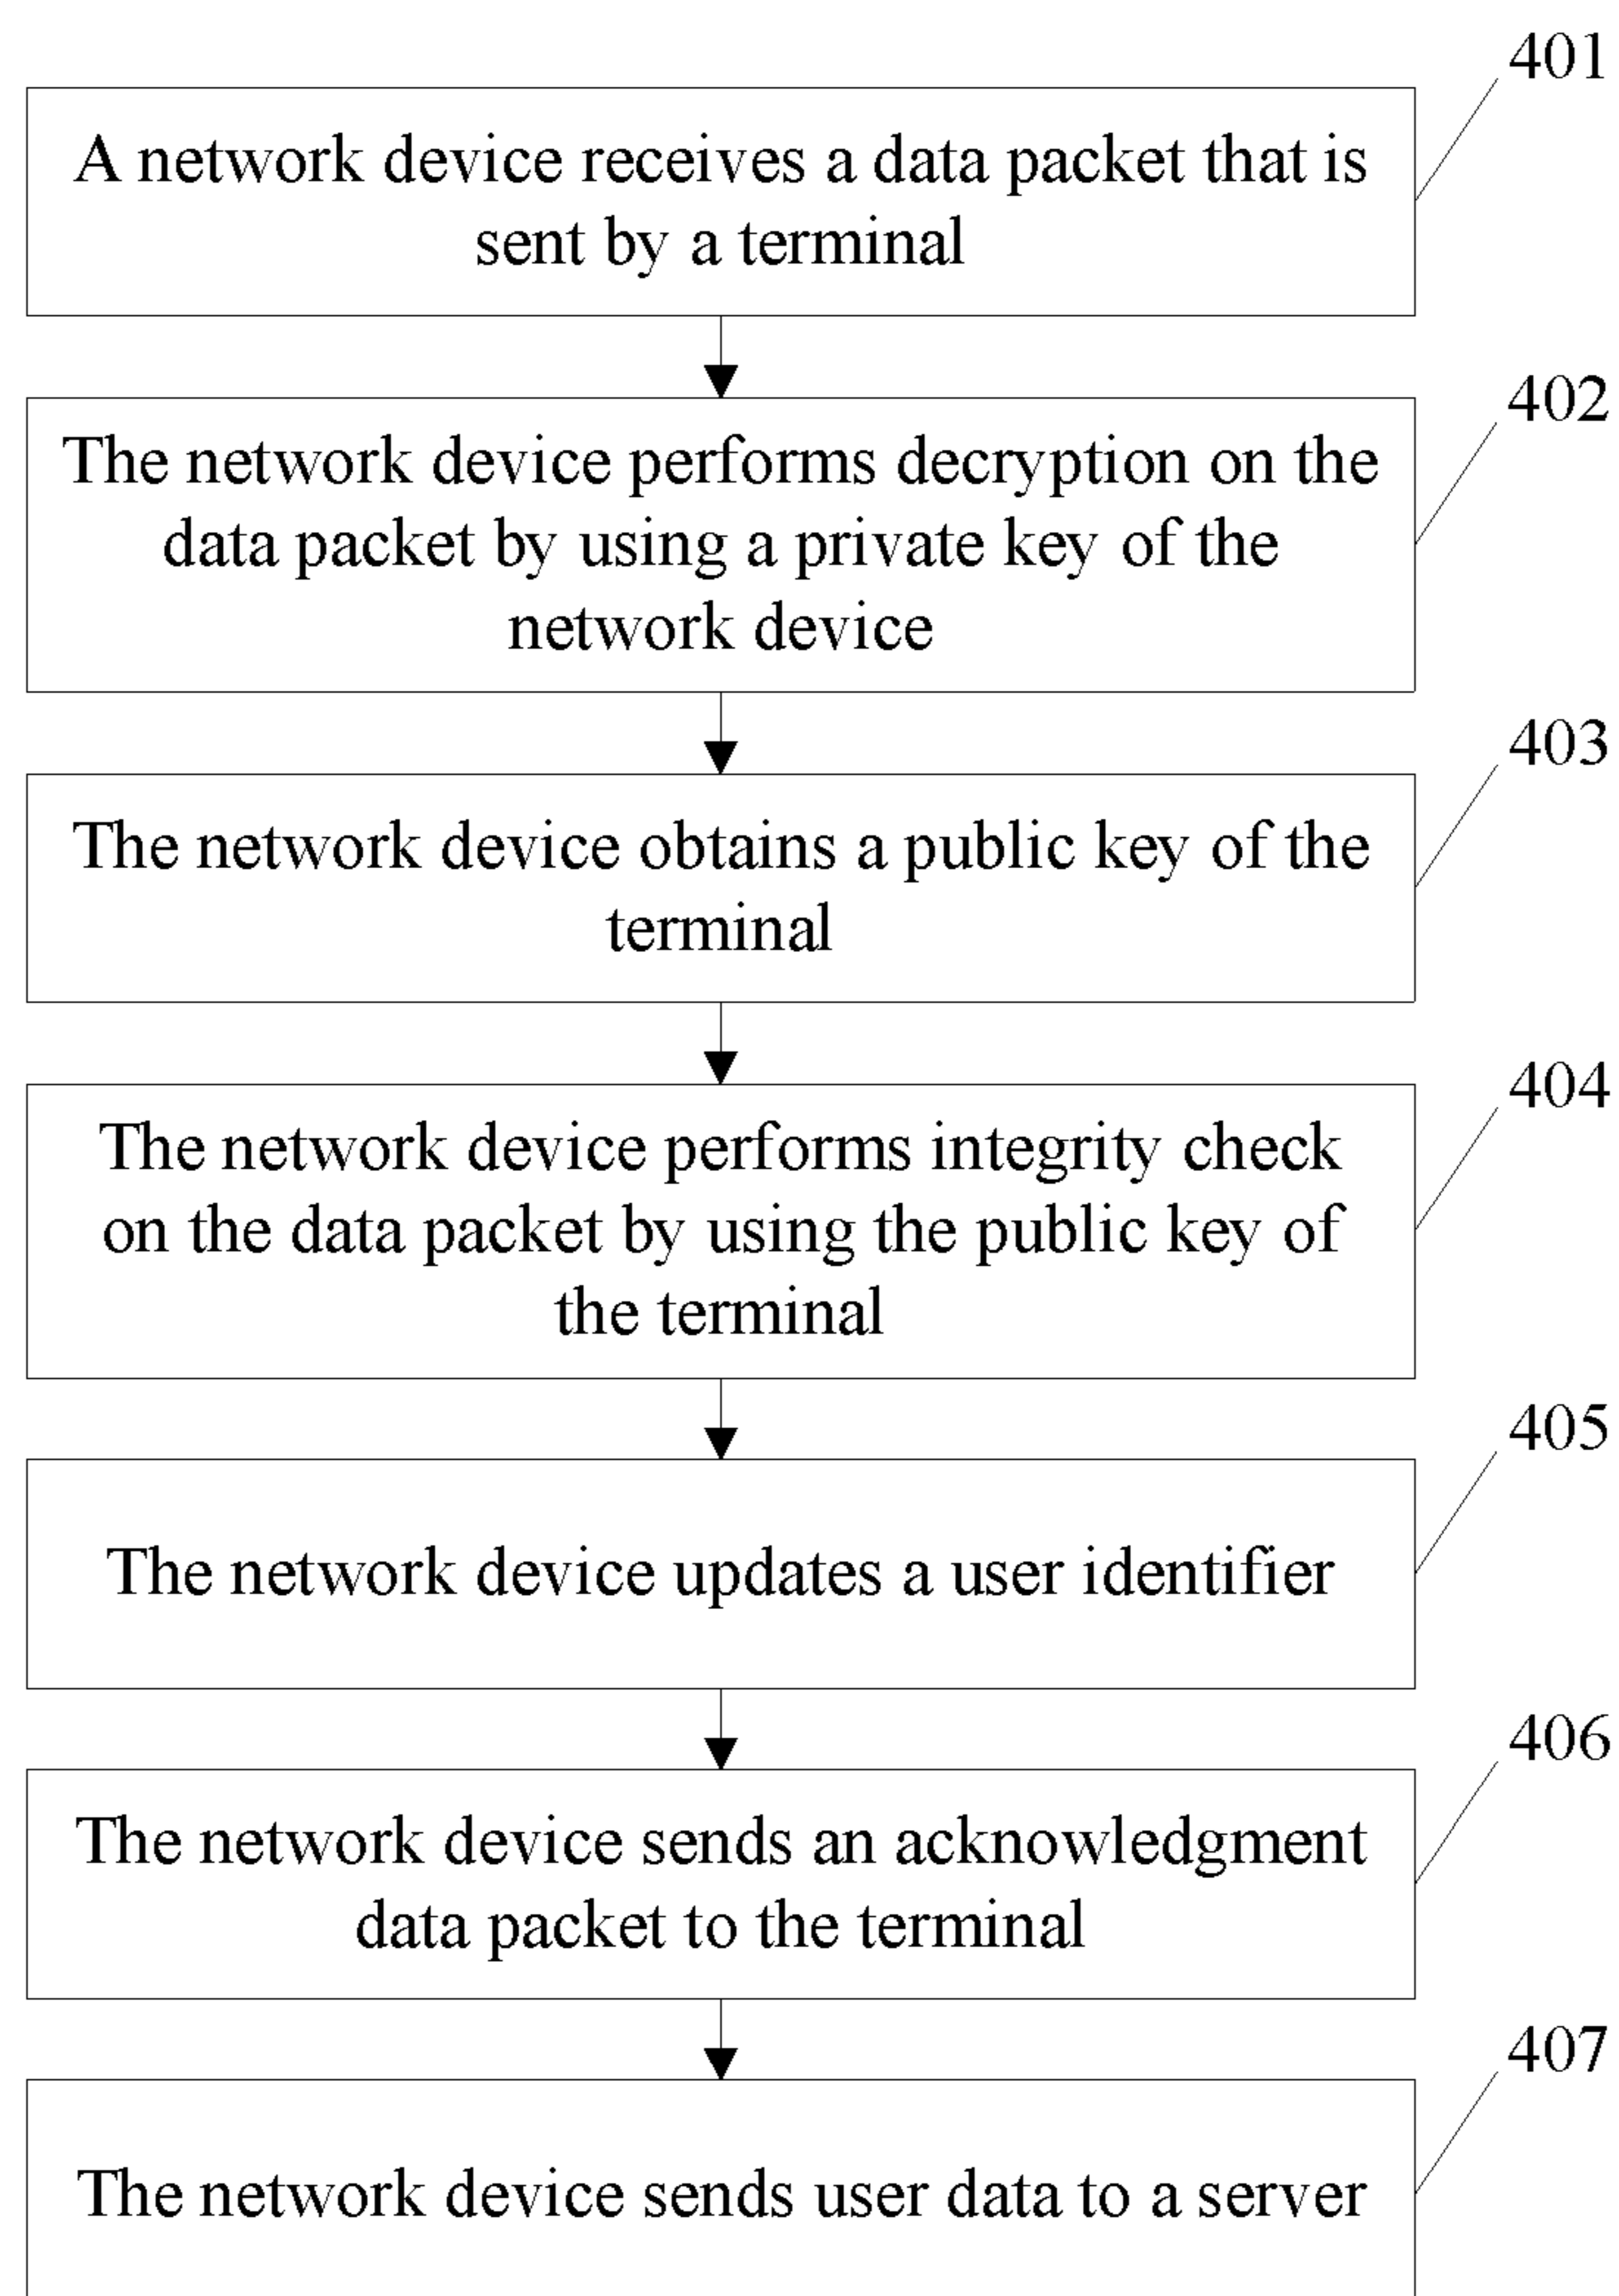 401
A network device receives a data packet that is
sent by a terminal
402
The network device performs decryption on the
data packet by using a private key of the
network device
403
The network device obtains a public key of the
terminal
404
The network device performs integrity check
on the data packet by using the public key of
the terminal
405
The network device updates a user identifier
406
The network device sends an acknowledgment
data packet to the terminal
407
The network device sends user data to a server